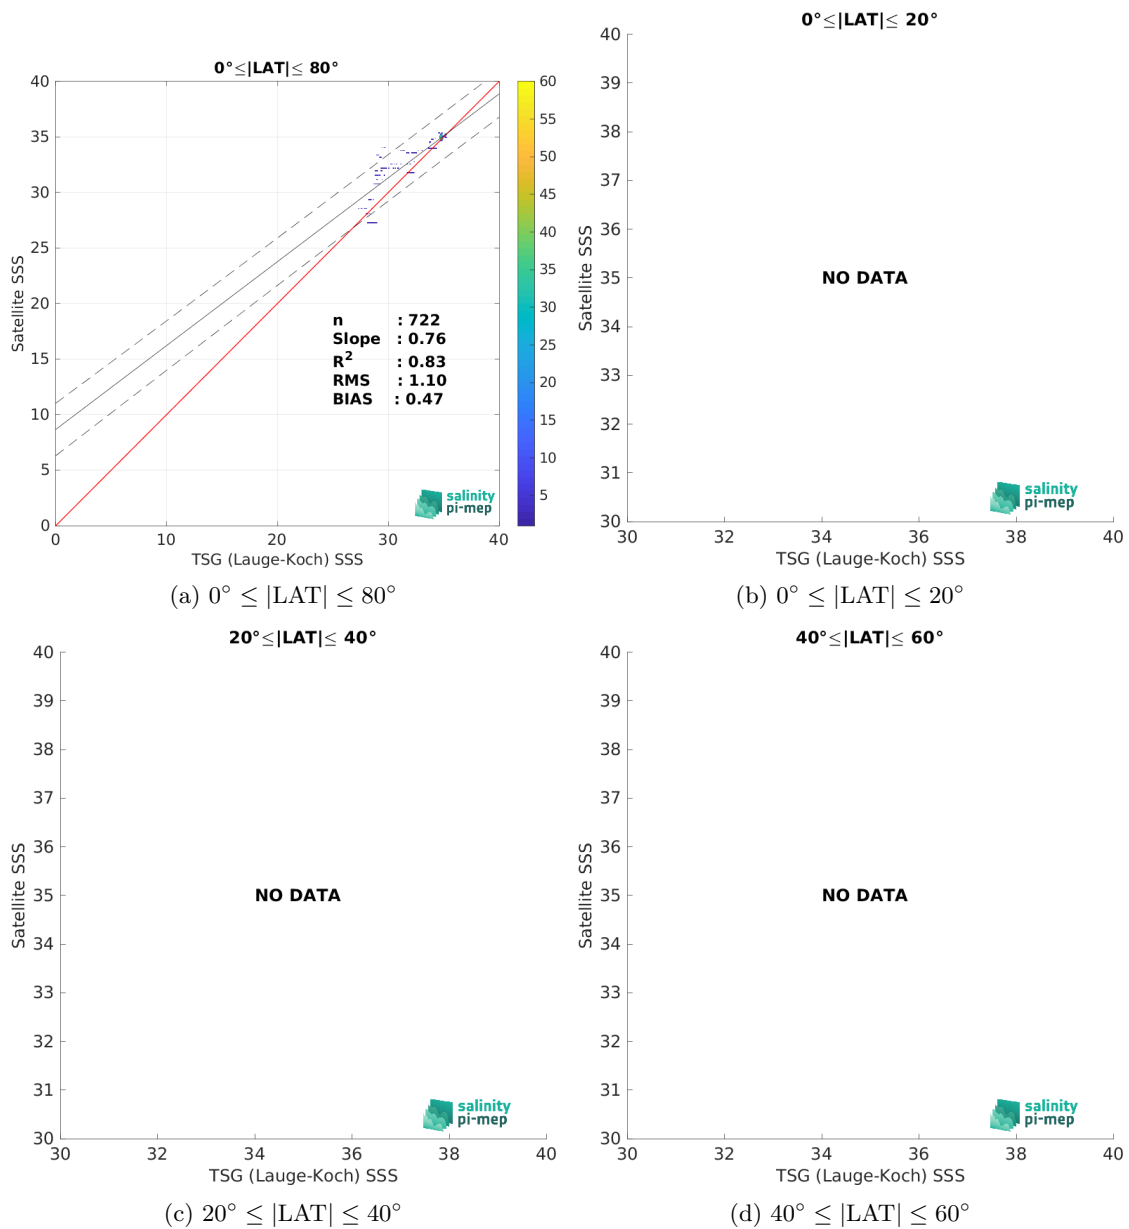 0°≤|LAT|≤ 80°
40
35
30
25
20
15
10
5
0
0
10
20
30
40
60
55
50
45
40
35
30
25
20
15
10
5
Satellite SSS
TSG (Lauge-Koch) SSS
n : 722
Slope : 0.76
R² : 0.83
RMS : 1.10
BIAS : 0.47
salinity
pi-mep
(a) 0° ≤ |LAT| ≤ 80°
0°≤|LAT|≤ 20°
40
39
38
37
36
35
34
33
32
31
30
30
32
34
36
38
40
Satellite SSS
TSG (Lauge-Koch) SSS
NO DATA
salinity
pi-mep
(b) 0° ≤ |LAT| ≤ 20°
20°≤|LAT|≤ 40°
40
39
38
37
36
35
34
33
32
31
30
30
32
34
36
38
40
Satellite SSS
TSG (Lauge-Koch) SSS
NO DATA
salinity
pi-mep
(c) 20° ≤ |LAT| ≤ 40°
40°≤|LAT|≤ 60°
40
39
38
37
36
35
34
33
32
31
30
30
32
34
36
38
40
Satellite SSS
TSG (Lauge-Koch) SSS
NO DATA
salinity
pi-mep
(d) 40° ≤ |LAT| ≤ 60°